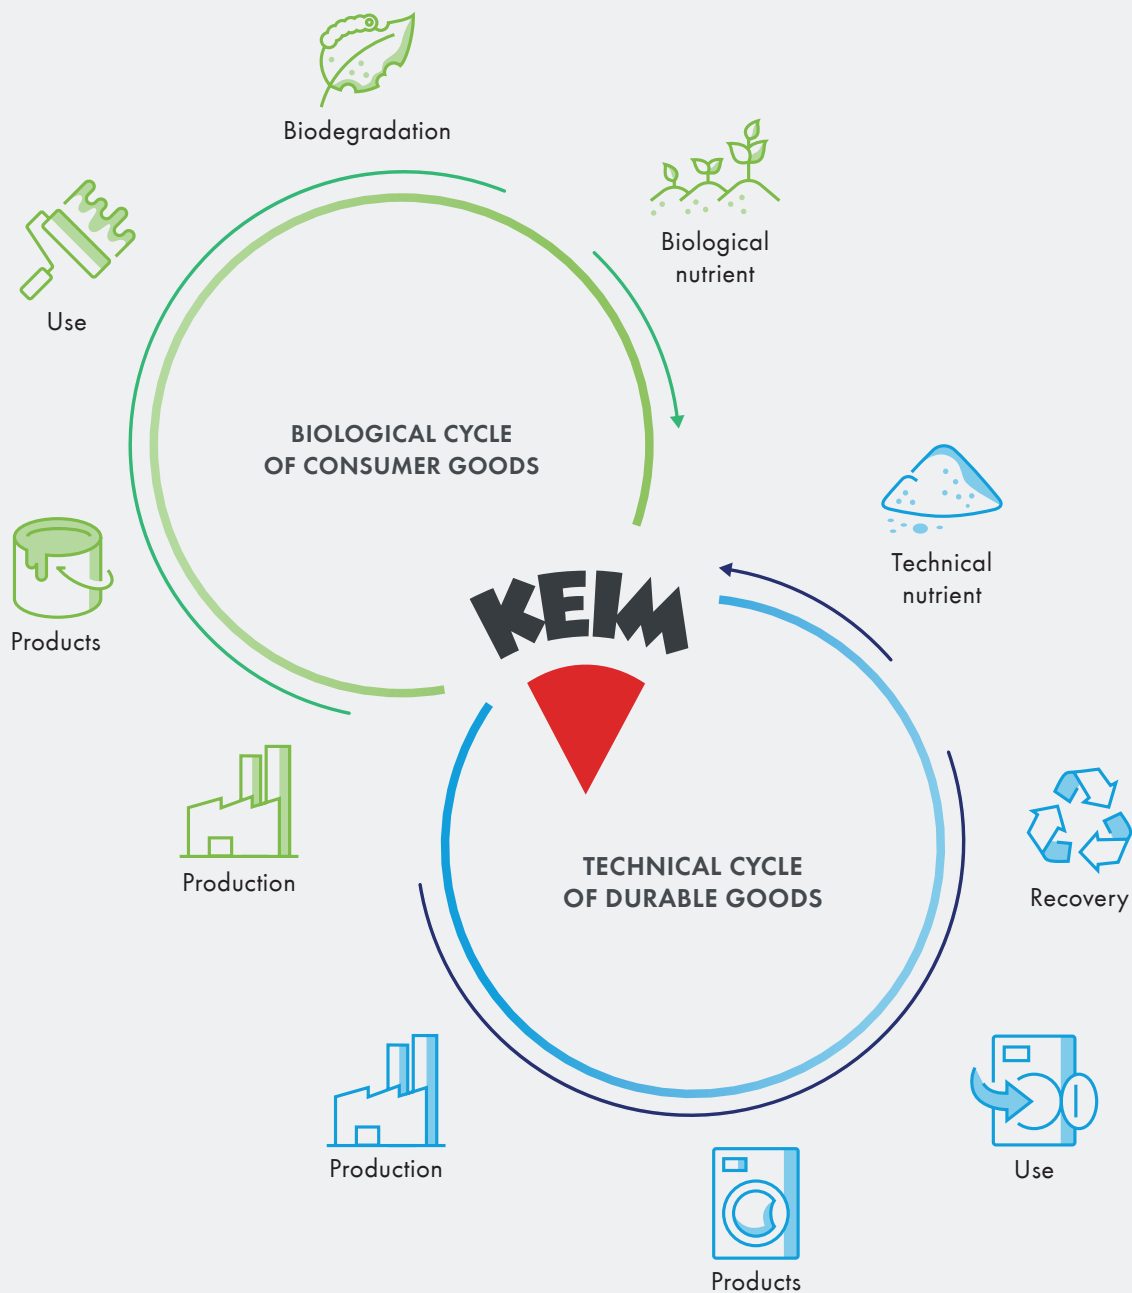 Biodegradation
Biological
nutrient
Use
BIOLOGICAL CYCLE
OF CONSUMER GOODS
Products
Production
KEIM
Technical
nutrient
Recovery
TECHNICAL CYCLE
OF DURABLE GOODS
Production
Use
Products